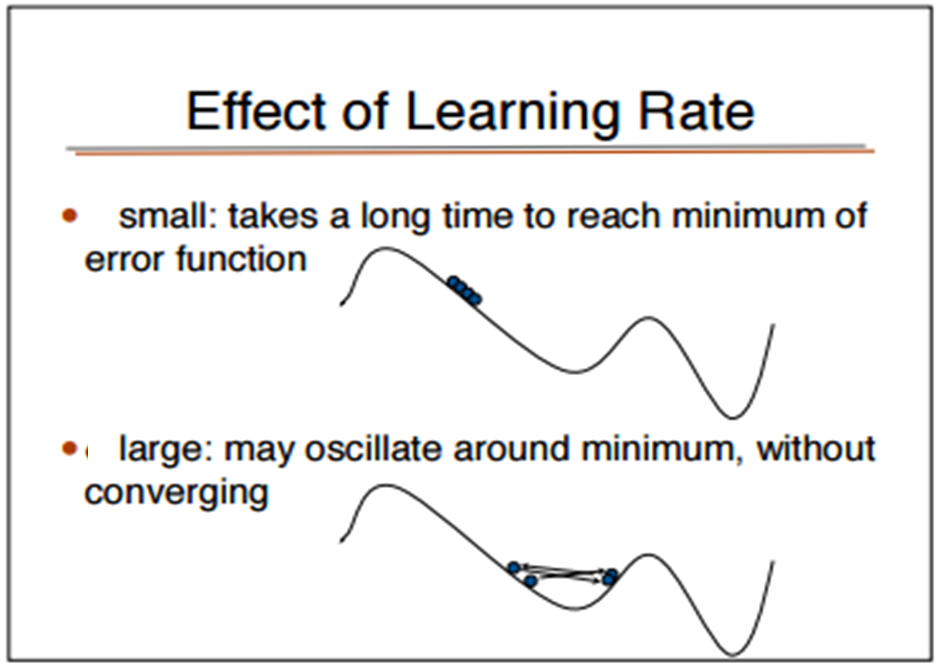 Effect of Learning Rate
• small: takes a long time to reach minimum of
error function
• large: may oscillate around minimum, without
converging